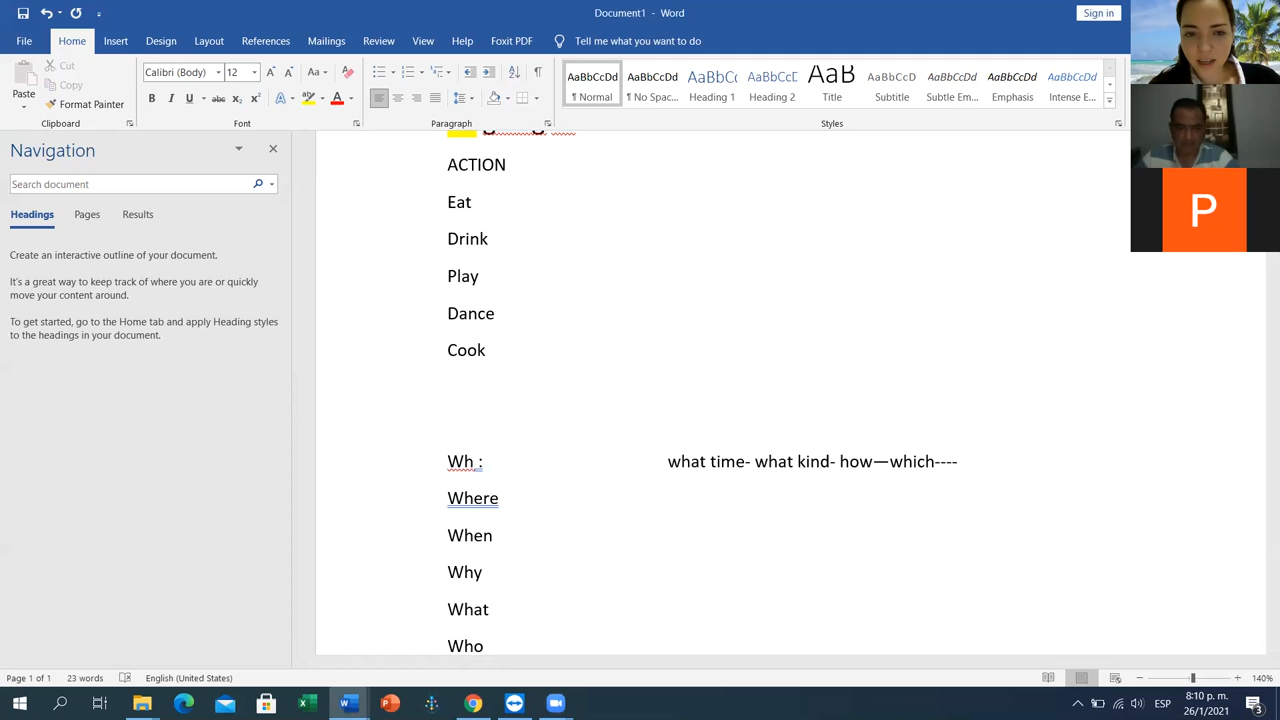 Document1 - Word
Sign in
File Home Insert Design Layout References Mailings Review View Help Foxit PDF Tell me what you want to do
Paste
Cut
Copy
Format Painter
Calibri (Body) 12
Aa
B I U abc x₂ x² A A
AaBbCcDd AaBbCcDd AaBbCc AaBbCcD AaB AaBbCcD AaBbCcDd AaBbCcDd AaBbCcDd
¶ Normal ¶ No Spac... Heading 1 Heading 2 Title Subtitle Subtle Em... Emphasis Intense E...
Clipboard Font Paragraph Styles
Navigation
Search document
Headings Pages Results
Create an interactive outline of your document.
It's a great way to keep track of where you are or quickly
move your content around.
To get started, go to the Home tab and apply Heading styles
to the headings in your document.
ACTION
Eat
Drink
Play
Dance
Cook
Wh : what time- what kind- how—which----
Where
When
Why
What
Who
P
Page 1 of 1 23 words English (United States) 140%
ESP
8:10 p. m.
26/1/2021
3